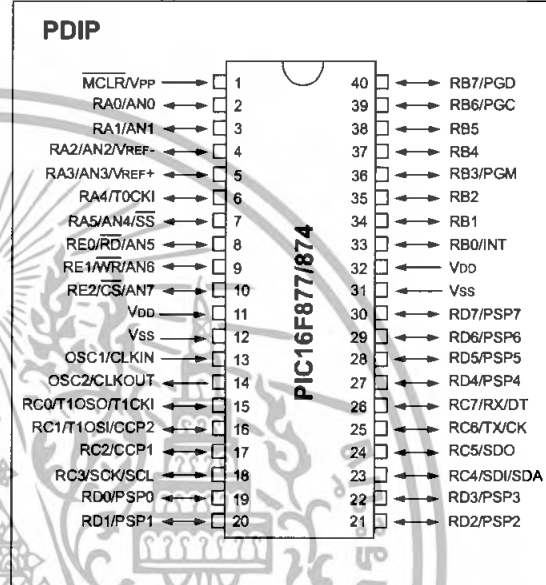 PDIP
MCLR/VPP 1 40 RB7/PGD
RA0/AN0 2 39 RB6/PGC
RA1/AN1 3 38 RB5
RA2/AN2/VREF- 4 37 RB4
RA3/AN3/VREF+ 5 36 RB3/PGM
RA4/T0CKI 6 35 RB2
RA5/AN4/SS 7 34 RB1
RE0/RD/AN5 8 33 RB0/INT
RE1/WR/AN6 9 32 VDD
RE2/CS/AN7 10 31 VSS
VDD 11 30 RD7/PSP7
VSS 12 29 RD6/PSP6
OSC1/CLKIN 13 28 RD5/PSP5
OSC2/CLKOUT 14 27 RD4/PSP4
RC0/T1OSO/T1CKI 15 26 RC7/RX/DT
RC1/T1OSI/CCP2 16 25 RC6/TX/CK
RC2/CCP1 17 24 RC5/SDO
RC3/SCK/SCL 18 23 RC4/SDI/SDA
RD0/PSP0 19 22 RD3/PSP3
RD1/PSP1 20 21 RD2/PSP2
PIC16F877/874